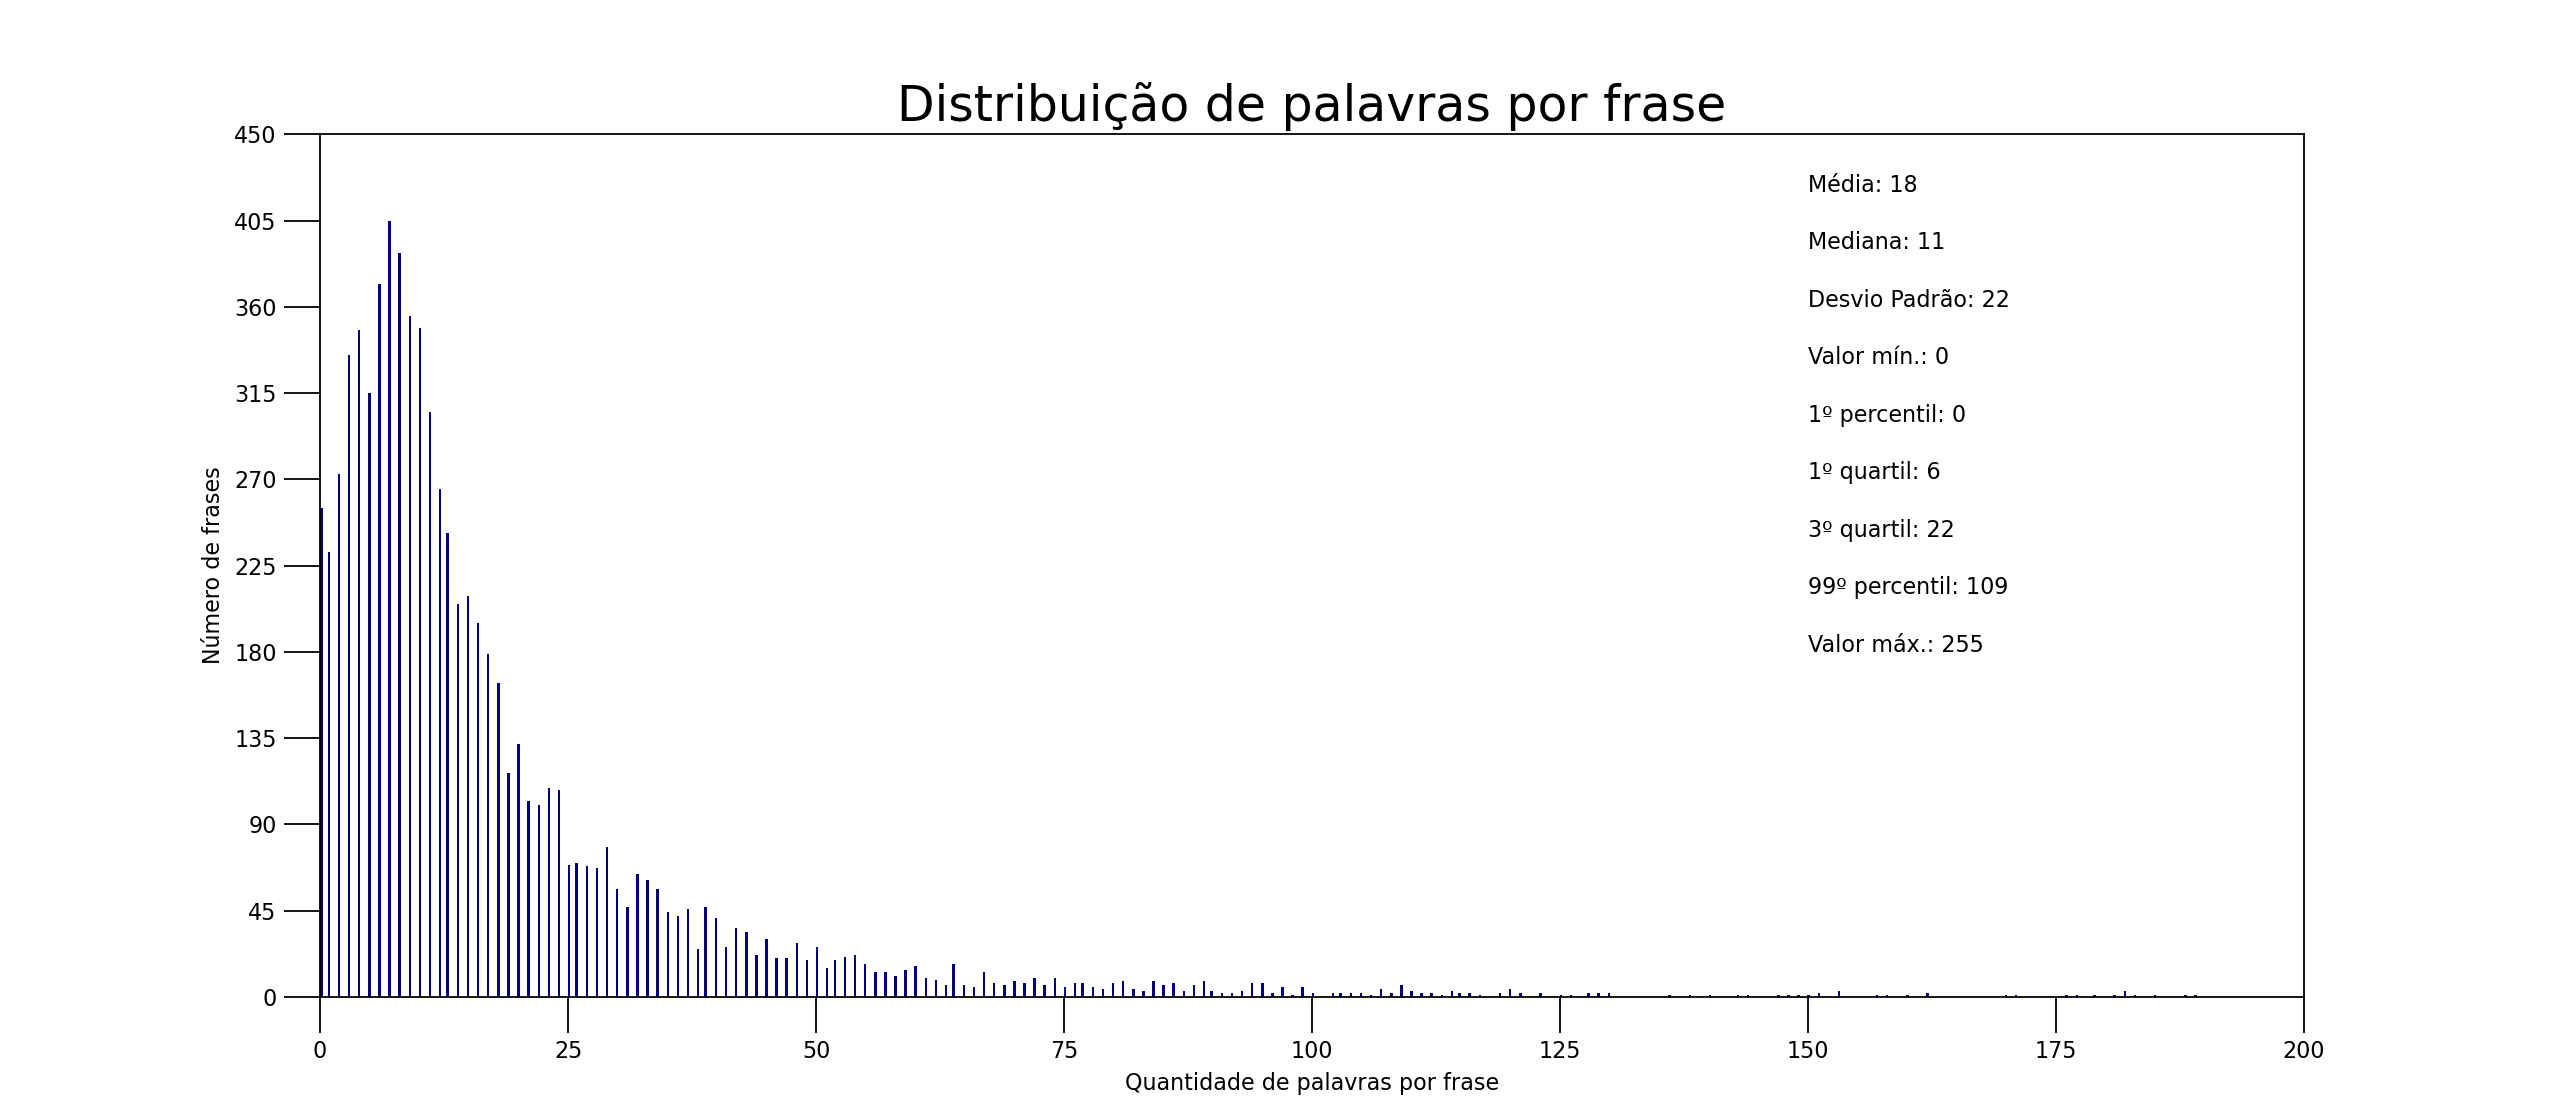 Distribuição de palavras por frase
450
405
360
315
270
225
180
135
90
45
0
Número de frases
Média: 18
Mediana: 11
Desvio Padrão: 22
Valor mín.: 0
1º percentil: 0
1º quartil: 6
3º quartil: 22
99º percentil: 109
Valor máx.: 255
0 25 50 75 100 125 150 175 200
Quantidade de palavras por frase